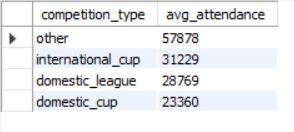 competition_type avg_attendance
other 57878
international_cup 31229
domestic_league 28769
domestic_cup 23360